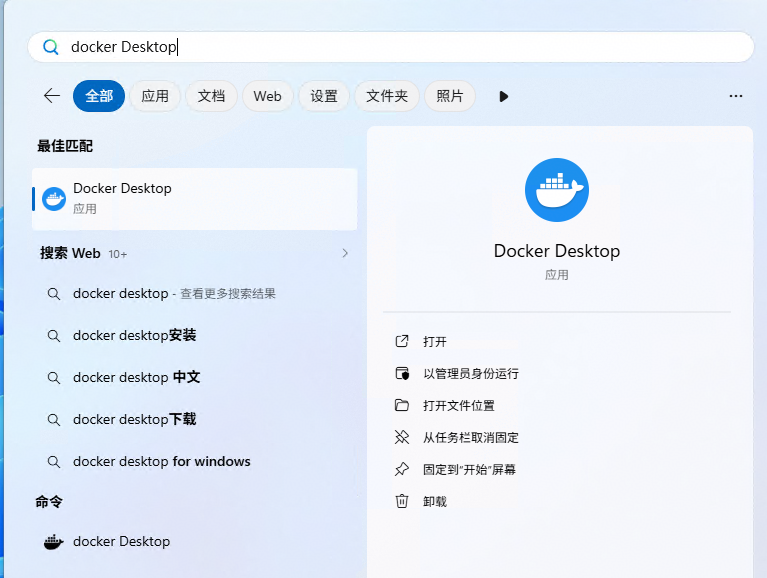 docker Desktop
全部 应用 文档 Web 设置 文件夹 照片
最佳匹配
Docker Desktop
应用
搜索 Web 10+
docker desktop - 查看更多搜索结果
docker desktop安装
docker desktop 中文
docker desktop下载
docker desktop for windows
命令
docker Desktop
Docker Desktop
应用
打开
以管理员身份运行
打开文件位置
从任务栏取消固定
固定到"开始"屏幕
卸载